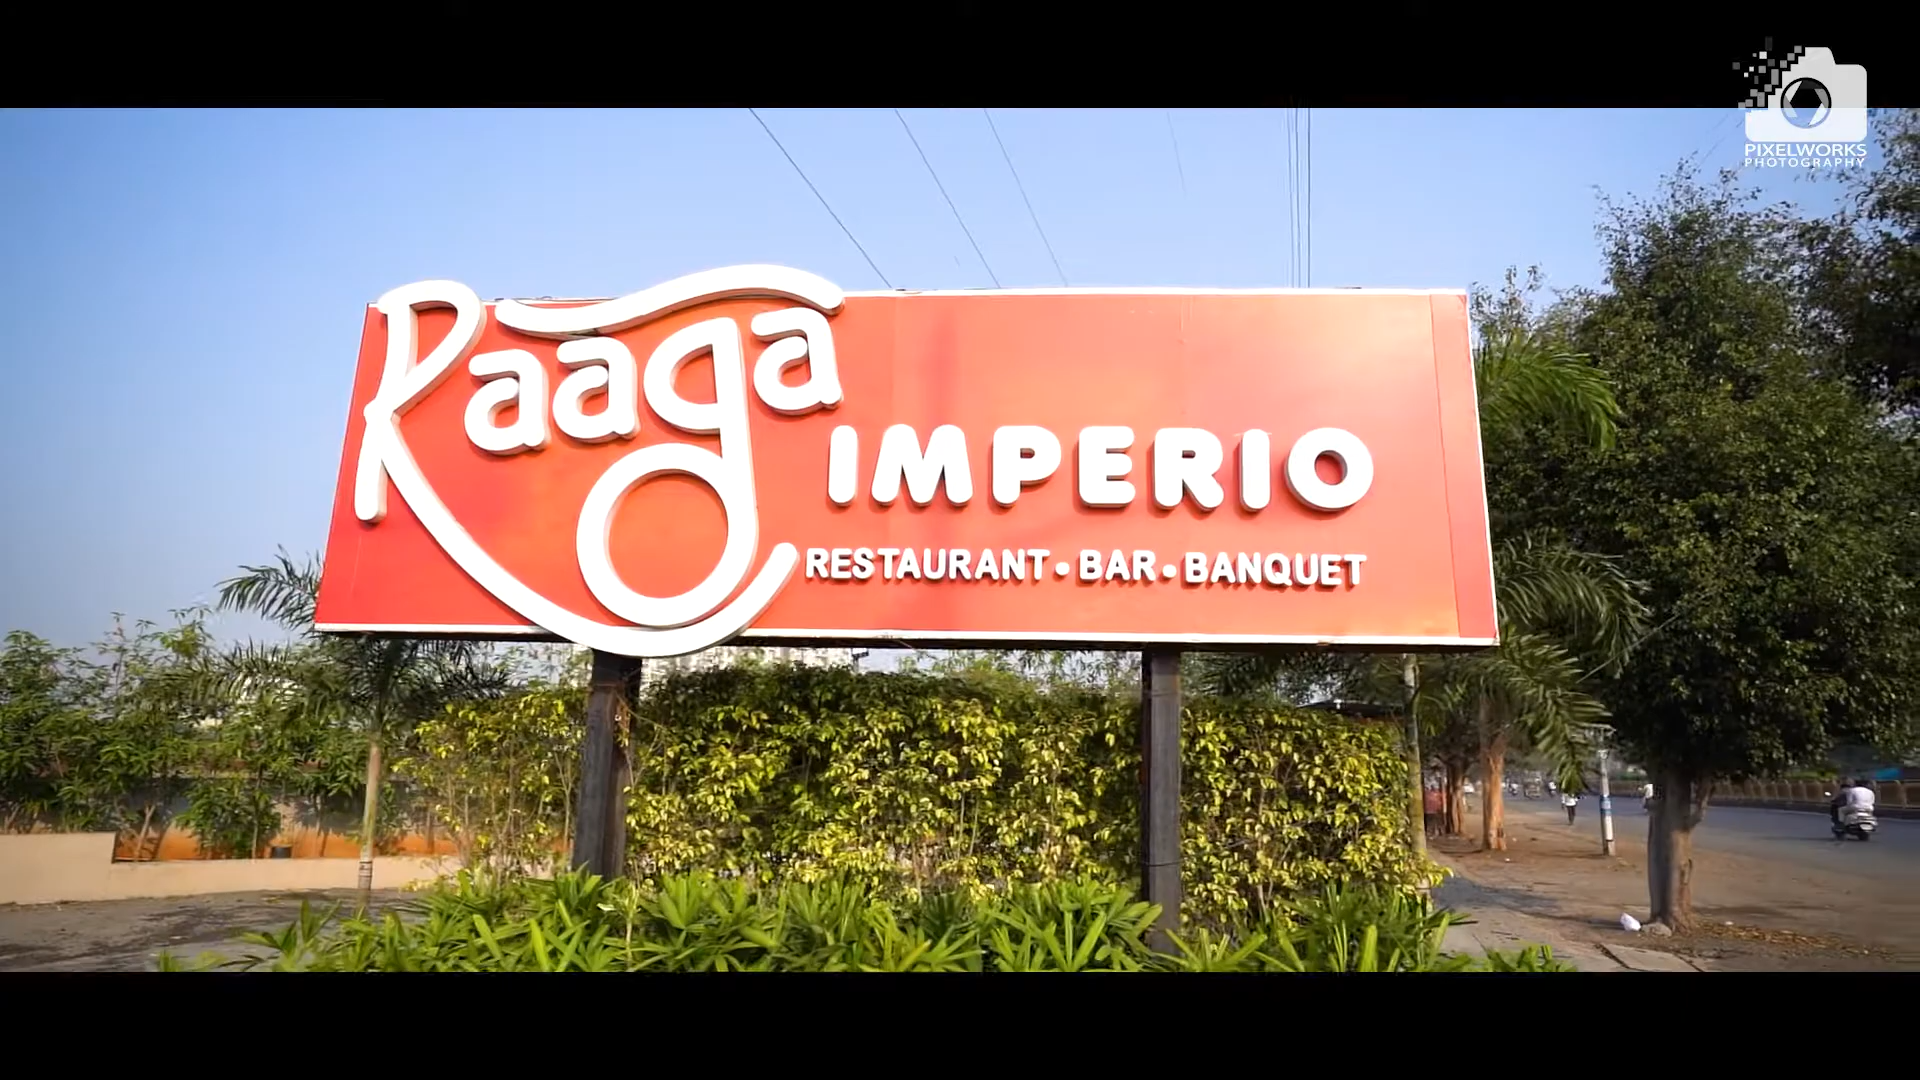 PIXELWORKS
PHOTOGRAPHY
Raaga
IMPERIO
RESTAURANT • BAR • BANQUET